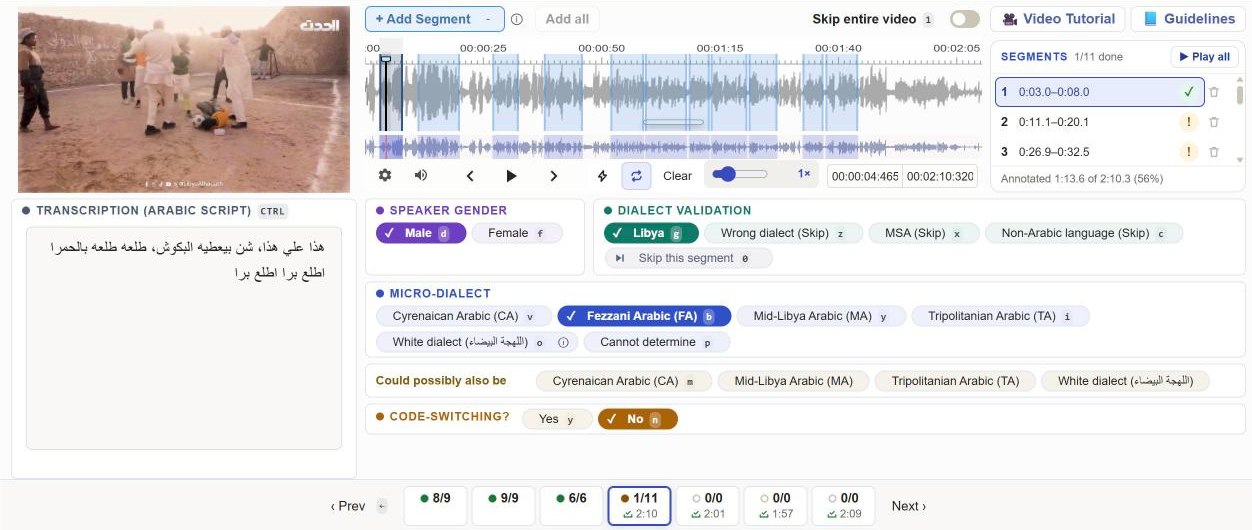 الحدث
+ Add Segment -
Add all
Skip entire video 1
Video Tutorial
Guidelines
:00 00:00:25 00:00:50 00:01:15 00:01:40 00:02:05
Clear
1×
00:00:04:465 00:02:10:320
SEGMENTS 1/11 done
Play all
1 0:03.0–0:08.0 ✓
2 0:11.1–0:20.1 !
3 0:26.9–0:32.5 !
Annotated 1:13.6 of 2:10.3 (56%)
TRANSCRIPTION (ARABIC SCRIPT) CTRL
هذا علي هذا، شن بيعطيه البكوش، طلعه طلعه بالحمرا
اطلع برا اطلع برا
SPEAKER GENDER
✓ Male d
Female f
DIALECT VALIDATION
✓ Libya g
Wrong dialect (Skip) z
MSA (Skip) x
Non-Arabic language (Skip) c
Skip this segment 0
MICRO-DIALECT
Cyrenaican Arabic (CA) v
✓ Fezzani Arabic (FA) b
Mid-Libya Arabic (MA) y
Tripolitanian Arabic (TA) i
White dialect (اللهجة البيضاء) o
Cannot determine p
Could possibly also be
Cyrenaican Arabic (CA) m
Mid-Libya Arabic (MA)
Tripolitanian Arabic (TA)
White dialect (اللهجة البيضاء)
CODE-SWITCHING?
Yes y
✓ No n
‹ Prev ←
8/9
9/9
6/6
1/11
2:10
0/0
2:01
0/0
1:57
0/0
2:09
Next ›